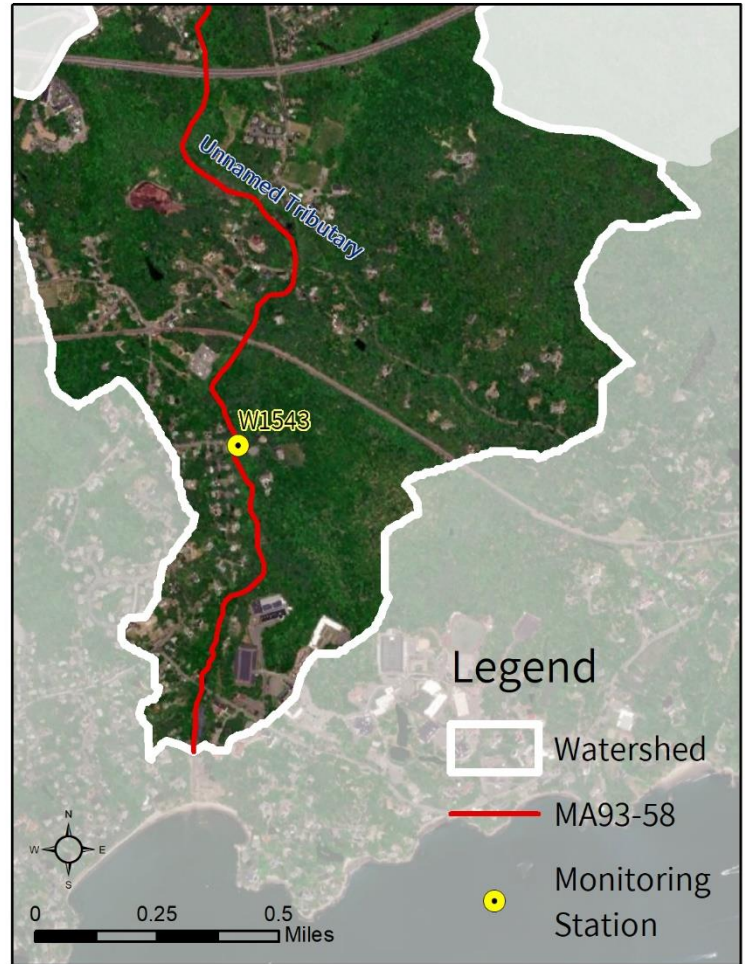 Unnamed Tributary
W1543
Legend
Watershed
MA93-58
Monitoring
Station
N
W E
S
0 0.25 0.5
Miles